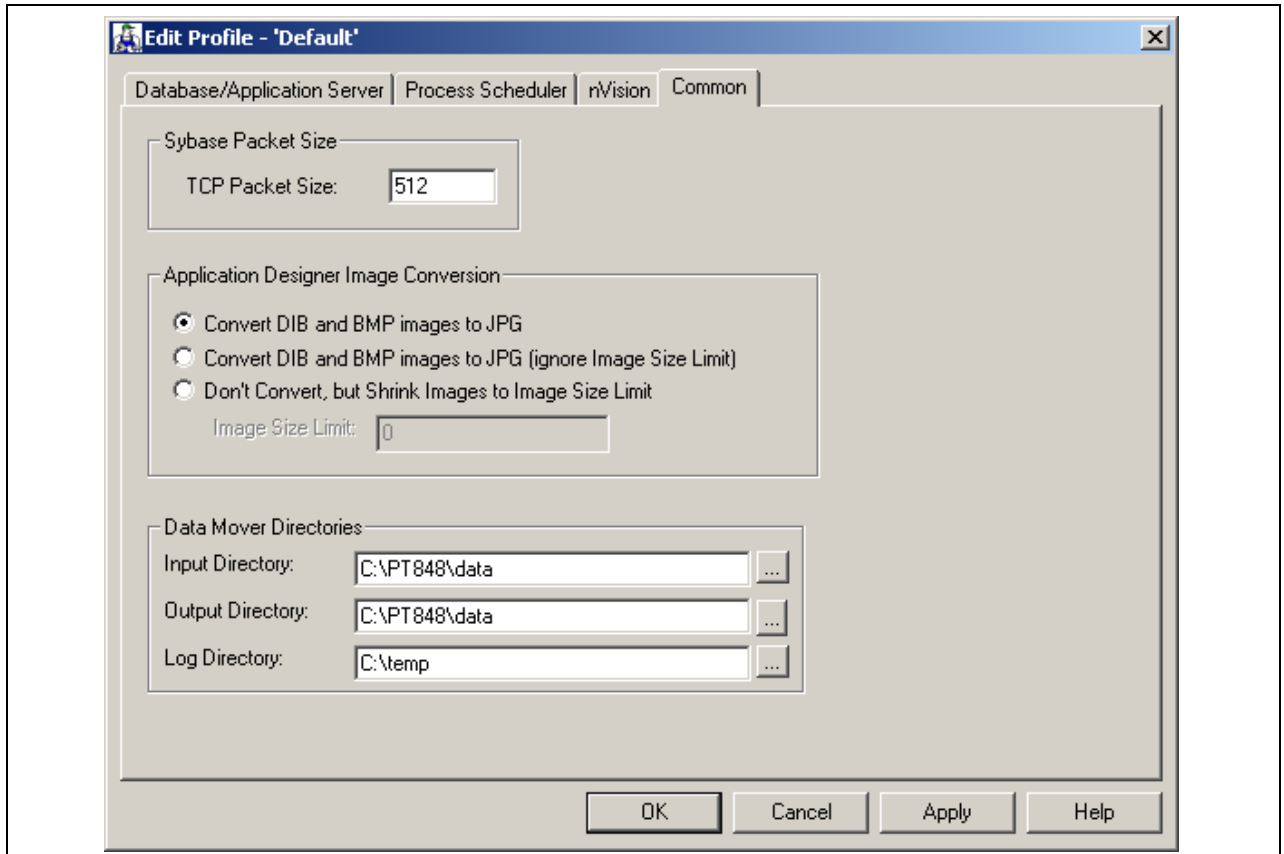 Edit Profile - 'Default'
Database/Application Server Process Scheduler nVision Common
Sybase Packet Size
TCP Packet Size: 512
Application Designer Image Conversion
Convert DIB and BMP images to JPG
Convert DIB and BMP images to JPG (ignore Image Size Limit)
Don't Convert, but Shrink Images to Image Size Limit
Image Size Limit: 0
Data Mover Directories
Input Directory: C:\PT848\data ...
Output Directory: C:\PT848\data ...
Log Directory: C:\temp ...
OK Cancel Apply Help